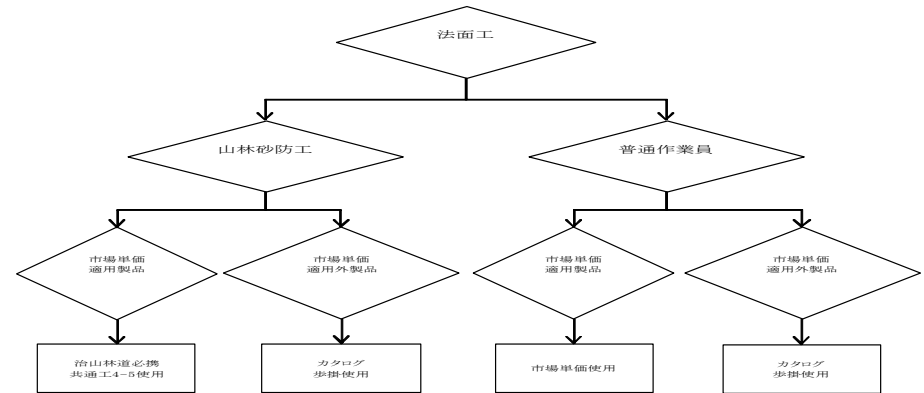 法面工
山林砂防工
普通作業員
市場単価
適用製品
市場単価
適用外製品
市場単価
適用製品
市場単価
適用外製品
治山林道必携
共通工4-5使用
カタログ
歩掛使用
市場単価使用
カタログ
歩掛使用